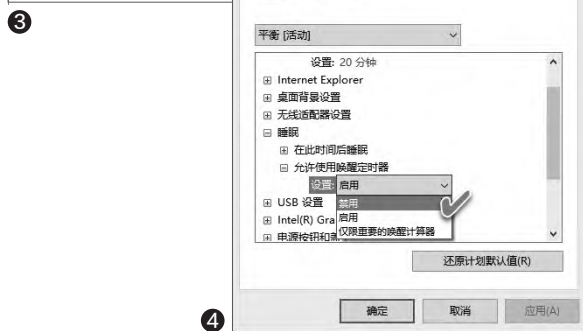 ❸
平衡 [活动]
设置: 20 分钟
Internet Explorer
桌面背景设置
无线适配器设置
睡眠
在此时间后睡眠
允许使用唤醒定时器
设置: 启用
USB 设置 禁用
Intel(R) Gra 启用
电源按钮和 仅限重要的唤醒计算器
还原计划默认值(R)
确定 取消 应用(A)
❹